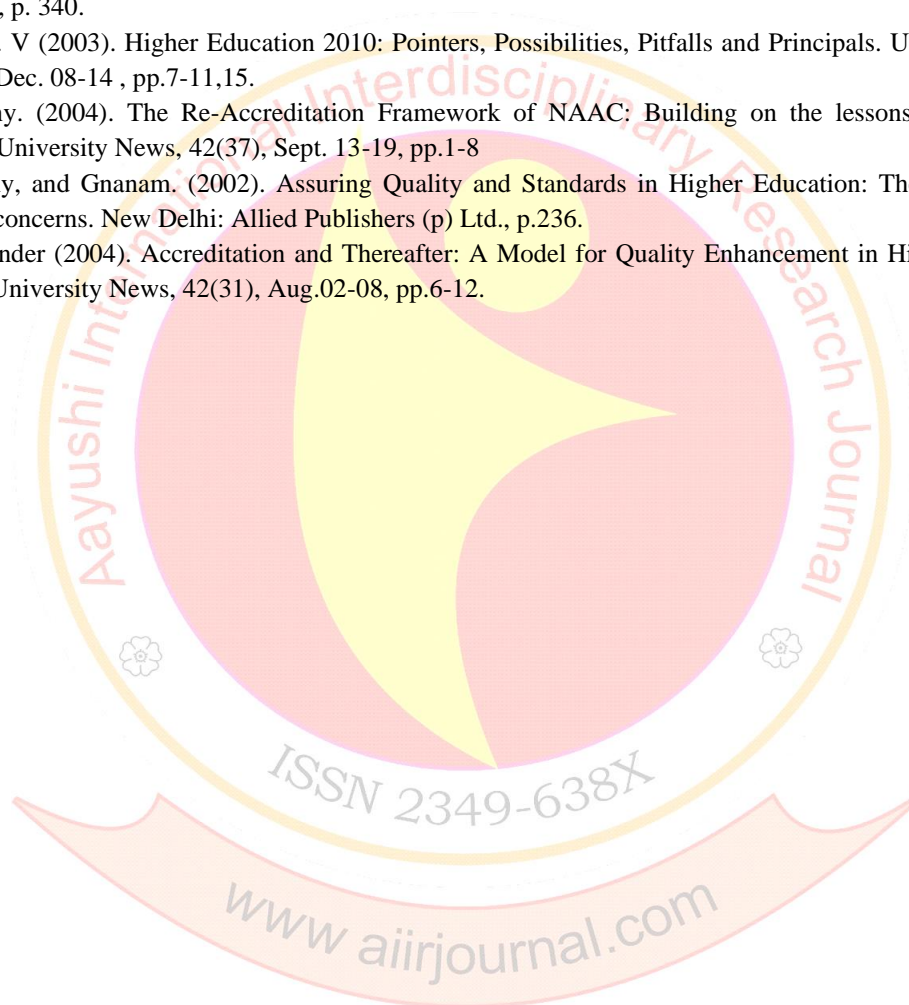 , p. 340.
. V (2003). Higher Education 2010: Pointers, Possibilities, Pitfalls and Principals. U
Dec. 08-14 , pp.7-11,15.
ny. (2004). The Re-Accreditation Framework of NAAC: Building on the lessons
University News, 42(37), Sept. 13-19, pp.1-8
y, and Gnanam. (2002). Assuring Quality and Standards in Higher Education: Th
concerns. New Delhi: Allied Publishers (p) Ltd., p.236.
nder (2004). Accreditation and Thereafter: A Model for Quality Enhancement in Hi
University News, 42(31), Aug.02-08, pp.6-12.
Aayushi International Interdisciplinary Research Journal
ISSN 2349-638X
www aiirjournal.com